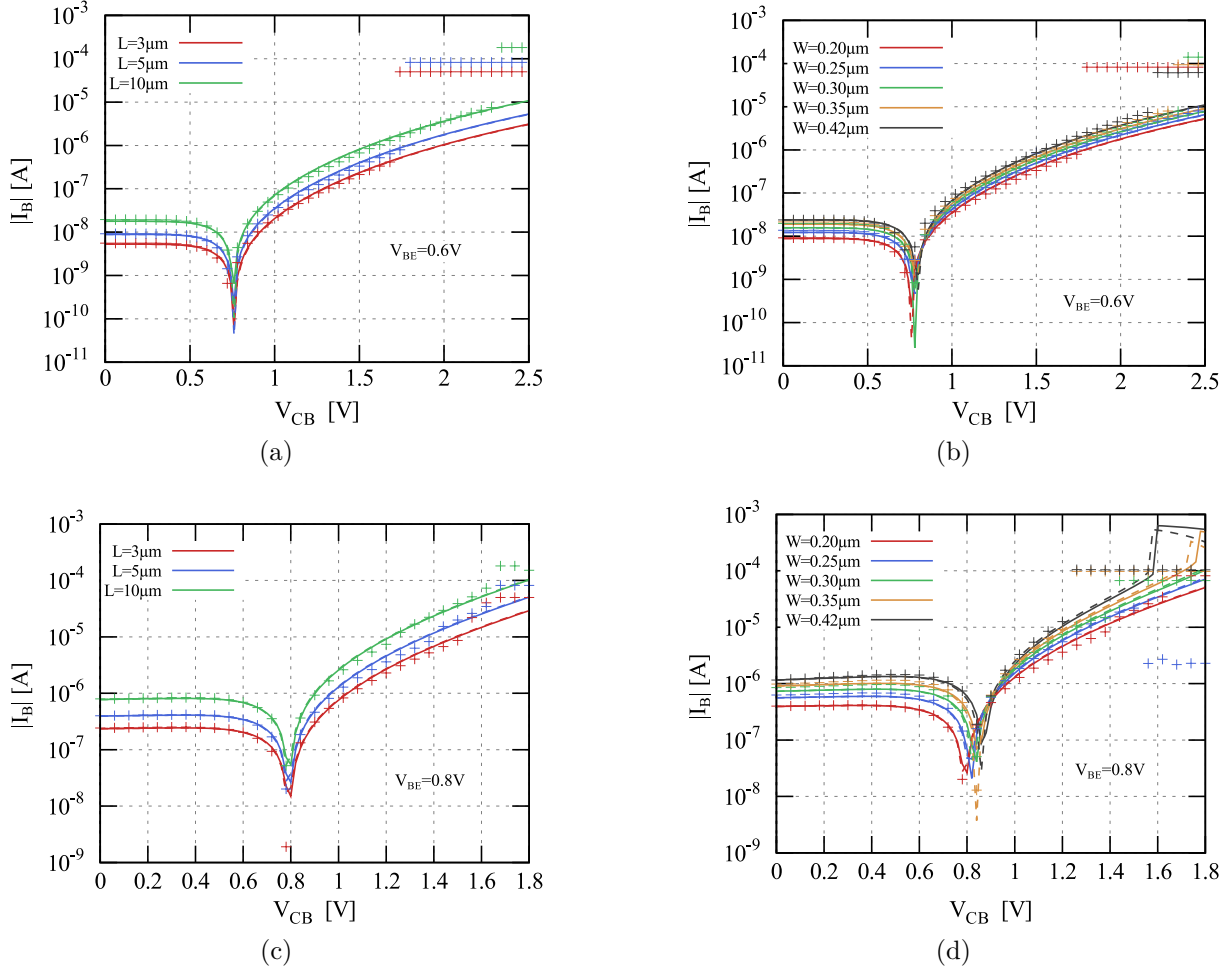 10⁻³
10⁻⁴
10⁻⁵
10⁻⁶
10⁻⁷
10⁻⁸
10⁻⁹
10⁻¹⁰
10⁻¹¹
|I_B| [A]
L=3μm
L=5μm
L=10μm
V_BE=0.6V
0 0.5 1 1.5 2 2.5
V_CB [V]
(a)
10⁻³
10⁻⁴
10⁻⁵
10⁻⁶
10⁻⁷
10⁻⁸
10⁻⁹
10⁻¹⁰
10⁻¹¹
|I_B| [A]
W=0.20μm
W=0.25μm
W=0.30μm
W=0.35μm
W=0.42μm
V_BE=0.6V
0 0.5 1 1.5 2 2.5
V_CB [V]
(b)
10⁻³
10⁻⁴
10⁻⁵
10⁻⁶
10⁻⁷
10⁻⁸
10⁻⁹
|I_B| [A]
L=3μm
L=5μm
L=10μm
V_BE=0.8V
0 0.2 0.4 0.6 0.8 1 1.2 1.4 1.6 1.8
V_CB [V]
(c)
10⁻³
10⁻⁴
10⁻⁵
10⁻⁶
10⁻⁷
10⁻⁸
10⁻⁹
|I_B| [A]
W=0.20μm
W=0.25μm
W=0.30μm
W=0.35μm
W=0.42μm
V_BE=0.8V
0 0.2 0.4 0.6 0.8 1 1.2 1.4 1.6 1.8
V_CB [V]
(d)